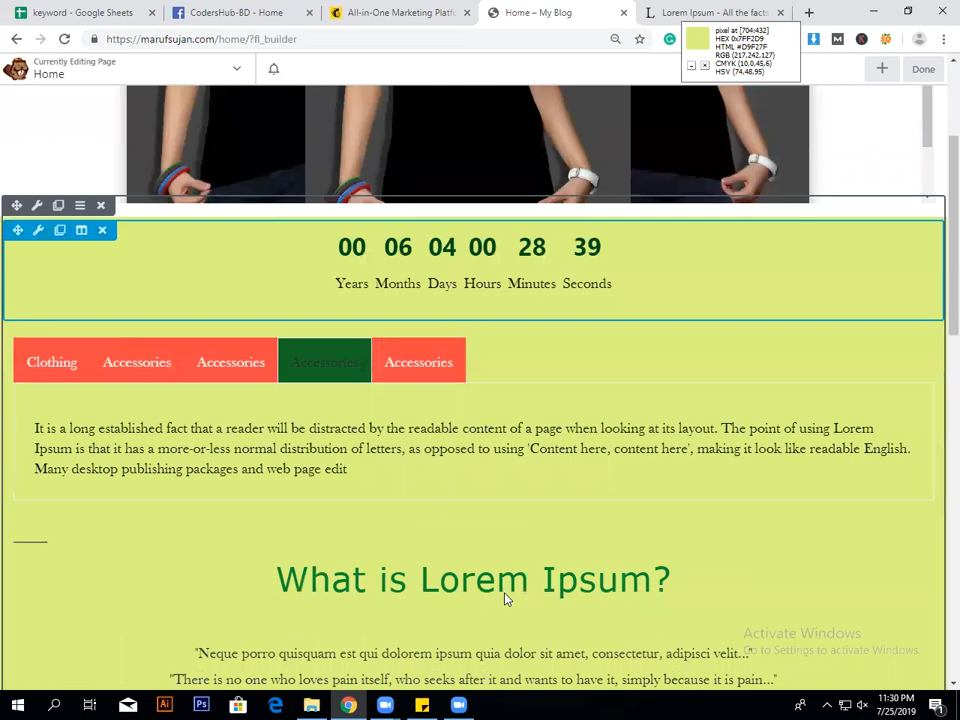 keyword - Google Sheets
CodersHub-BD - Home
All-in-One Marketing Platf
Home – My Blog
Lorem Ipsum - All the facts
https://marufsujan.com/home/?fl_builder
pixel at [704:432]
HEX 0x7FF2D9
HTML #D9F27F
RGB (217,242,127)
CMYK (10,0,45,6)
HSV (74,48,95)
Currently Editing Page
Home
Done
00 06 04 00 28 39
Years Months Days Hours Minutes Seconds
Clothing Accessories Accessories Accessories Accessories
It is a long established fact that a reader will be distracted by the readable content of a page when looking at its layout. The point of using Lorem
Ipsum is that it has a more-or-less normal distribution of letters, as opposed to using 'Content here, content here', making it look like readable English.
Many desktop publishing packages and web page edit
What is Lorem Ipsum?
"Neque porro quisquam est qui dolorem ipsum quia dolor sit amet, consectetur, adipisci velit..."
"There is no one who loves pain itself, who seeks after it and wants to have it, simply because it is pain..."
Activate Windows
Go to Settings to activate Windows.
11:30 PM
7/25/2019